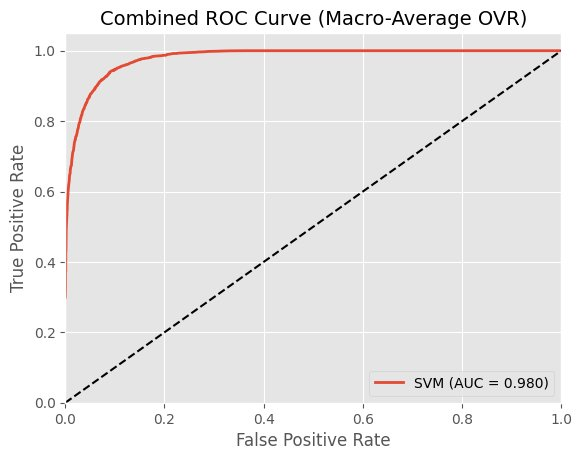 Combined ROC Curve (Macro-Average OVR)
True Positive Rate
1.0
0.8
0.6
0.4
0.2
0.0
SVM (AUC = 0.980)
0.0 0.2 0.4 0.6 0.8 1.0
False Positive Rate